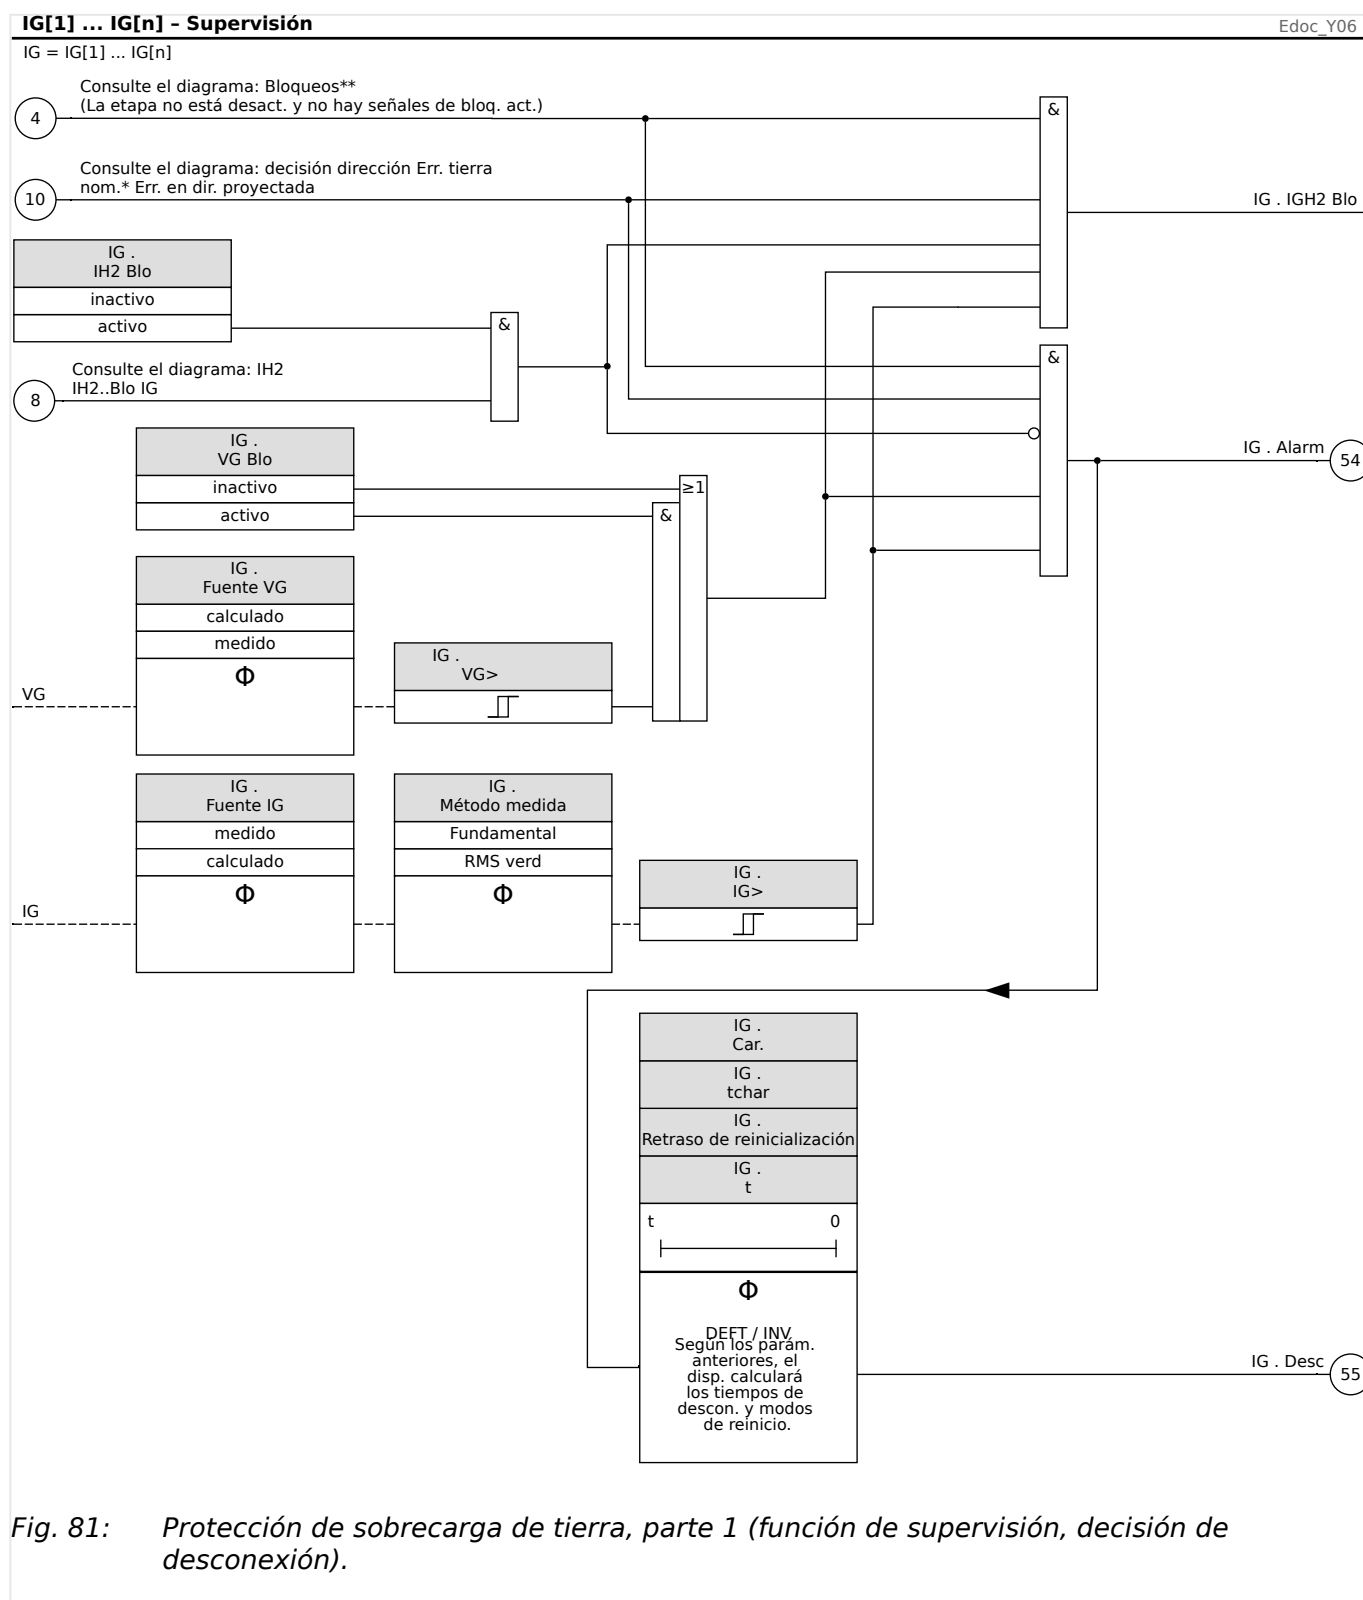 IG[1] ... IG[n] – Supervisión
Edoc_Y06
IG = IG[1] ... IG[n]
Consulte el diagrama: Bloqueos**
(La etapa no está desact. y no hay señales de bloq. act.)
4
&
Consulte el diagrama: decisión dirección Err. tierra
nom.* Err. en dir. proyectada
10
IG . IGH2 Blo
IG .
IH2 Blo
inactivo
activo
&
&
Consulte el diagrama: IH2
IH2..Blo IG
8
IG .
VG Blo
inactivo
activo
≥1
&
IG . Alarm
54
IG .
Fuente VG
calculado
medido
Φ
VG
IG .
VG>
IG .
Fuente IG
medido
calculado
Φ
IG
IG .
Método medida
Fundamental
RMS verd
Φ
IG .
IG>
IG .
Car.
IG .
tchar
IG .
Retraso de reinicialización
IG .
t
t 0
Φ
DEFT / INV
Según los parám.
anteriores, el
disp. calculará
los tiempos de
descon. y modos
de reinicio.
IG . Desc
55
Fig. 81: Protección de sobrecarga de tierra, parte 1 (función de supervisión, decisión de
desconexión).